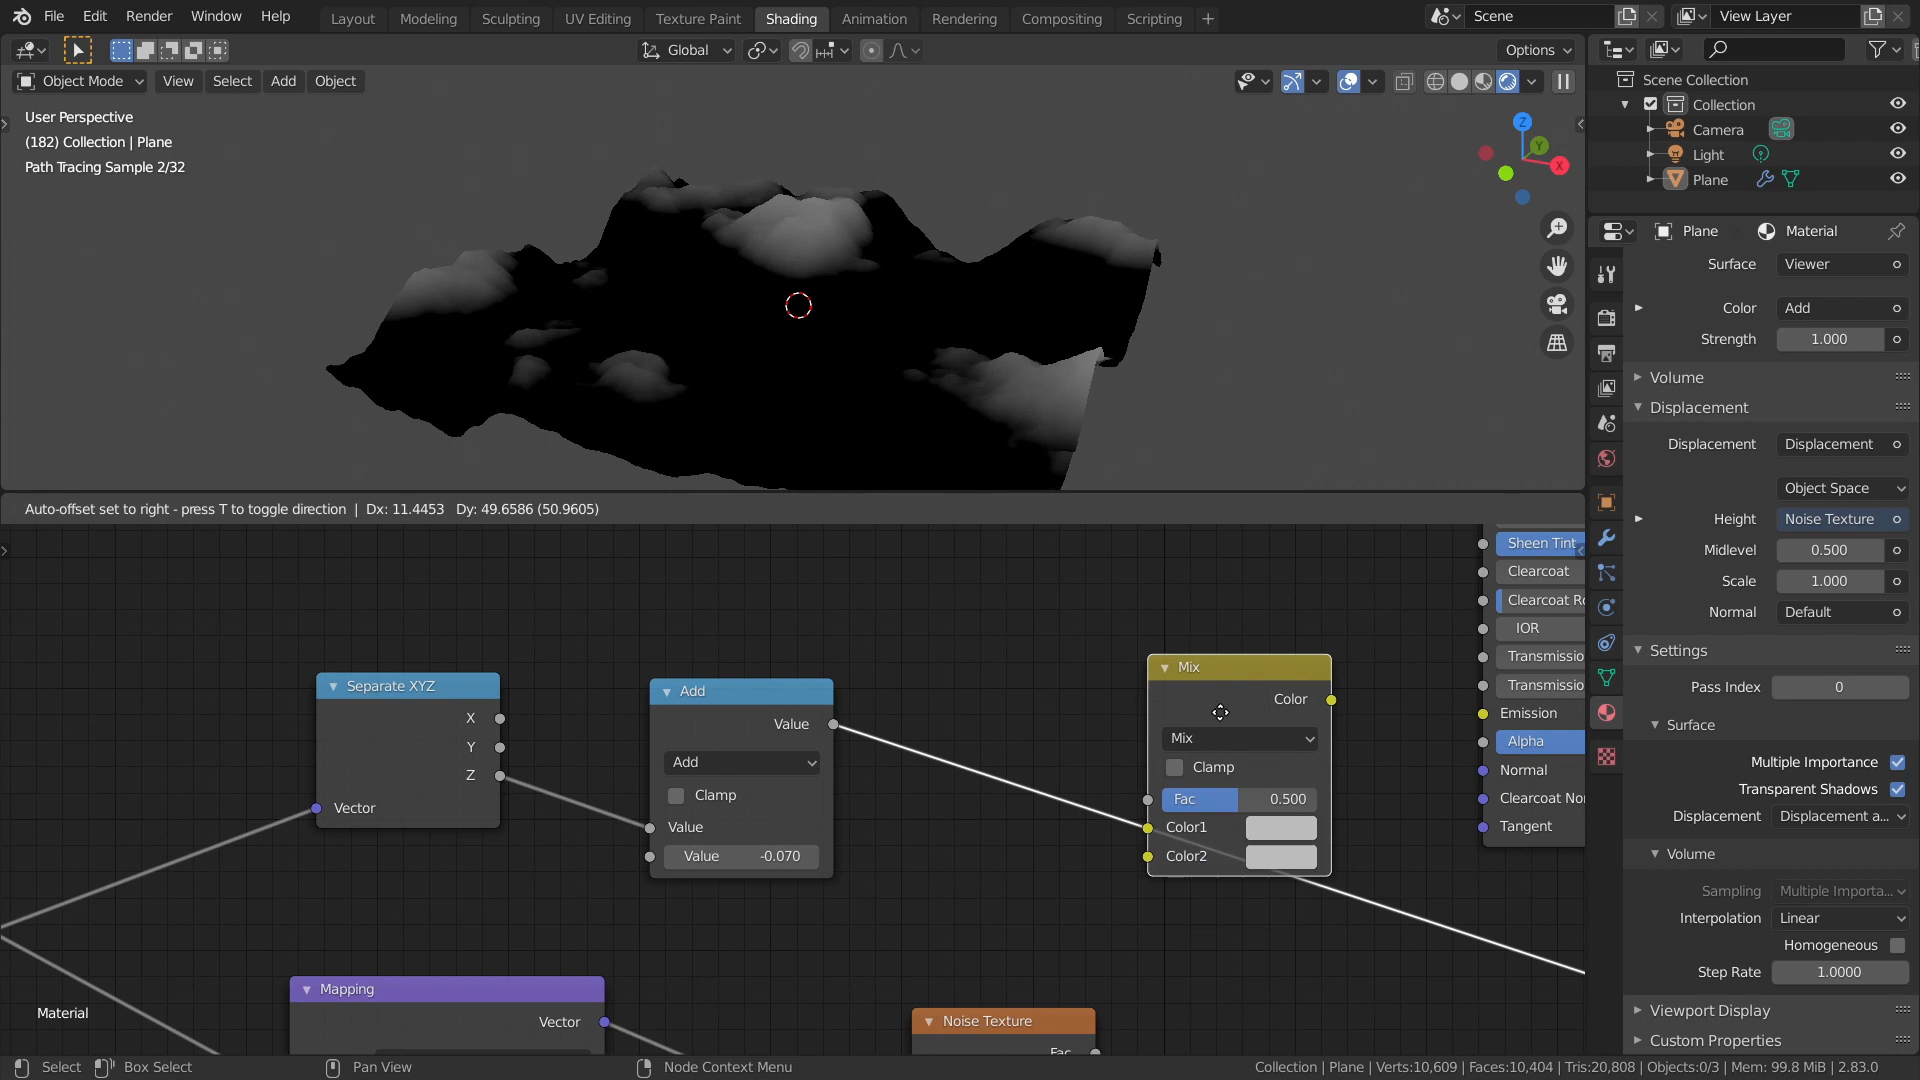 File Edit Render Window Help Layout Modeling Sculpting UV Editing Texture Paint Shading Animation Rendering Compositing Scripting + Scene View Layer
Global Options
Object Mode View Select Add Object
User Perspective
(182) Collection | Plane
Path Tracing Sample 2/32
Z
Y
X
Scene Collection
Collection
Camera
Light
Plane
Plane Material
Surface Viewer
Color Add
Strength 1.000
Volume
Displacement
Displacement Displacement
Object Space
Height Noise Texture
Midlevel 0.500
Scale 1.000
Normal Default
Settings
Pass Index 0
Surface
Multiple Importance
Transparent Shadows
Displacement Displacement a...
Volume
Sampling Multiple Importa...
Interpolation Linear
Homogeneous
Step Rate 1.0000
Viewport Display
Custom Properties
Auto-offset set to right - press T to toggle direction | Dx: 11.4453 Dy: 49.6586 (50.9605)
Separate XYZ
X
Y
Z
Vector
Add
Value
Add
Clamp
Value
Value -0.070
Mix
Color
Mix
Clamp
Fac 0.500
Color1
Color2
Sheen Tint
Clearcoat
Clearcoat Ro
IOR
Transmissio
Transmissio
Emission
Alpha
Normal
Clearcoat No
Tangent
Mapping
Vector
Noise Texture
Fac
Material
Select Box Select Pan View Node Context Menu Collection | Plane | Verts:10,609 | Faces:10,404 | Tris:20,808 | Objects:0/3 | Mem: 99.8 MiB | 2.83.0